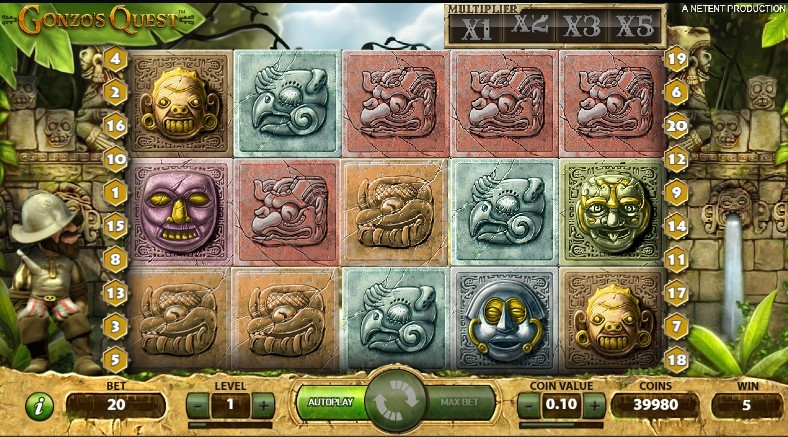 GONZO'S QUEST™
MULTIPLIER
X1 X2 X3 X5
A NETENT PRODUCTION
4 19
2 6
16 20
10 12
1 9
15 14
8 11
13 17
3 7
5 18
BET LEVEL COIN VALUE COINS WIN
i 20 - 1 + AUTOPLAY MAX BET - 0.10 + 39980 5